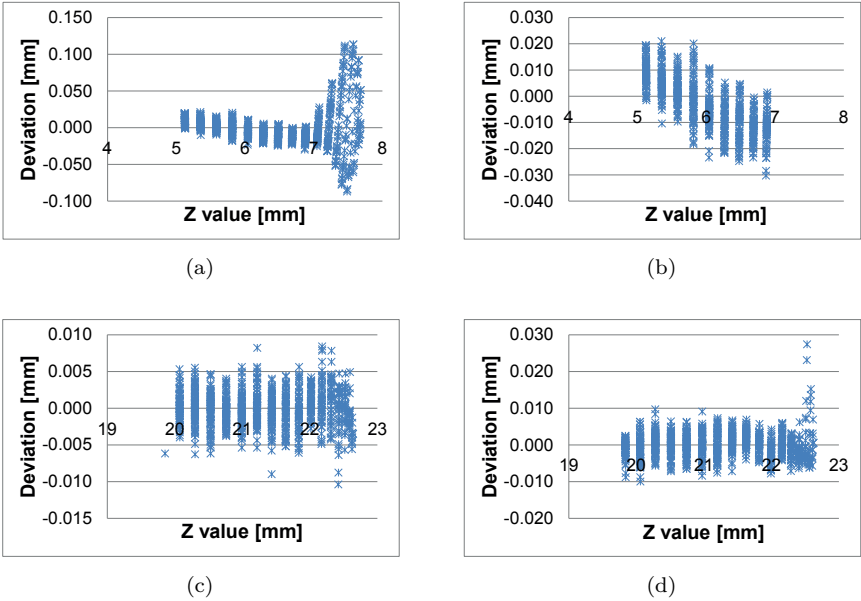 0.150
0.100
0.050
0.000
-0.050
-0.100
4 5 6 7 8
Deviation [mm]
Z value [mm]
(a)
0.030
0.020
0.010
0.000
-0.010
-0.020
-0.030
-0.040
4 5 6 7 8
Deviation [mm]
Z value [mm]
(b)
0.010
0.005
0.000
-0.005
-0.010
-0.015
19 20 21 22 23
Deviation [mm]
Z value [mm]
(c)
0.030
0.020
0.010
0.000
-0.010
-0.020
19 20 21 22 23
Deviation [mm]
Z value [mm]
(d)